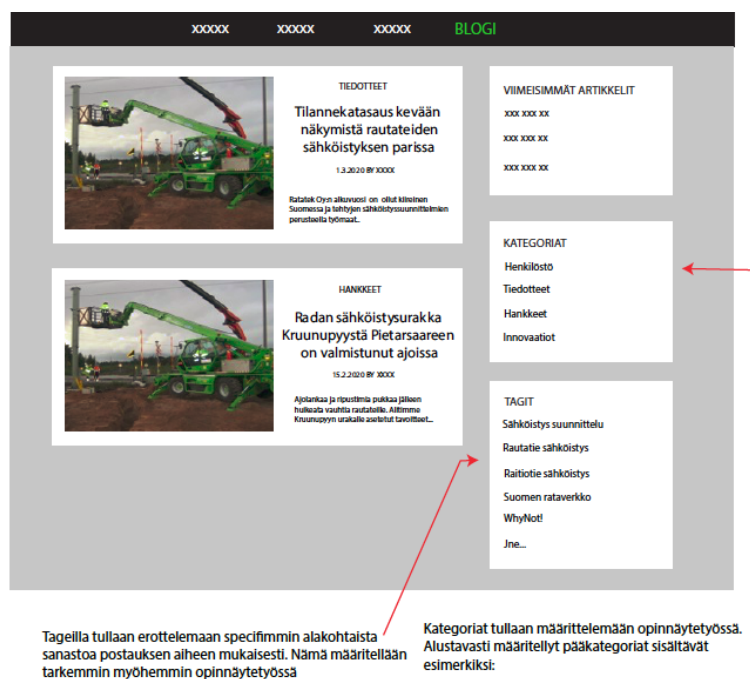 xxxxx xxxxx xxxxx BLOGI
TIEDOTTEET
Tilannekatasaus kevään
näkymistä rautateiden
sähköistyksen parissa
1.3.2020 BY XXXX
Ratatek Oy:n alkuvuosi on ollut kiireinen
Suomessa ja tehtyjen sähköistyssuunnittelmien
perusteella työmaat...
HANKKEET
Radan sähköistysurakka
Kruunupyystä Pietarsaareen
on valmistunut ajoissa
15.2.2020 BY XXXX
Ajolankaa ja ripustimia pukkaa jälleen
huikeata vauhtia rautateille. Alitimme
Kruunupyyn urakalle asetetut tavoitteet...
VIIMEISIMMÄT ARTIKKELIT
xxx xxx xx
xxx xxx xx
xxx xxx xx
KATEGORIAT
Henkilöstö
Tiedotteet
Hankkeet
Innovaatiot
TAGIT
Sähköistys suunnittelu
Rautatie sähköistys
Raitiotie sähköistys
Suomen rataverkko
WhyNot!
Jne...
Tageilla tullaan erottelemaan specifimmin alakohtaista
sanastoa postauksen aiheen mukaisesti. Nämä määritellään
tarkemmin myöhemmin opinnäytetyössä
Kategoriat tullaan määrittelemään opinnäytetyössä.
Alustavasti määritellyt pääkategoriat sisältävät
esimerkiksi: